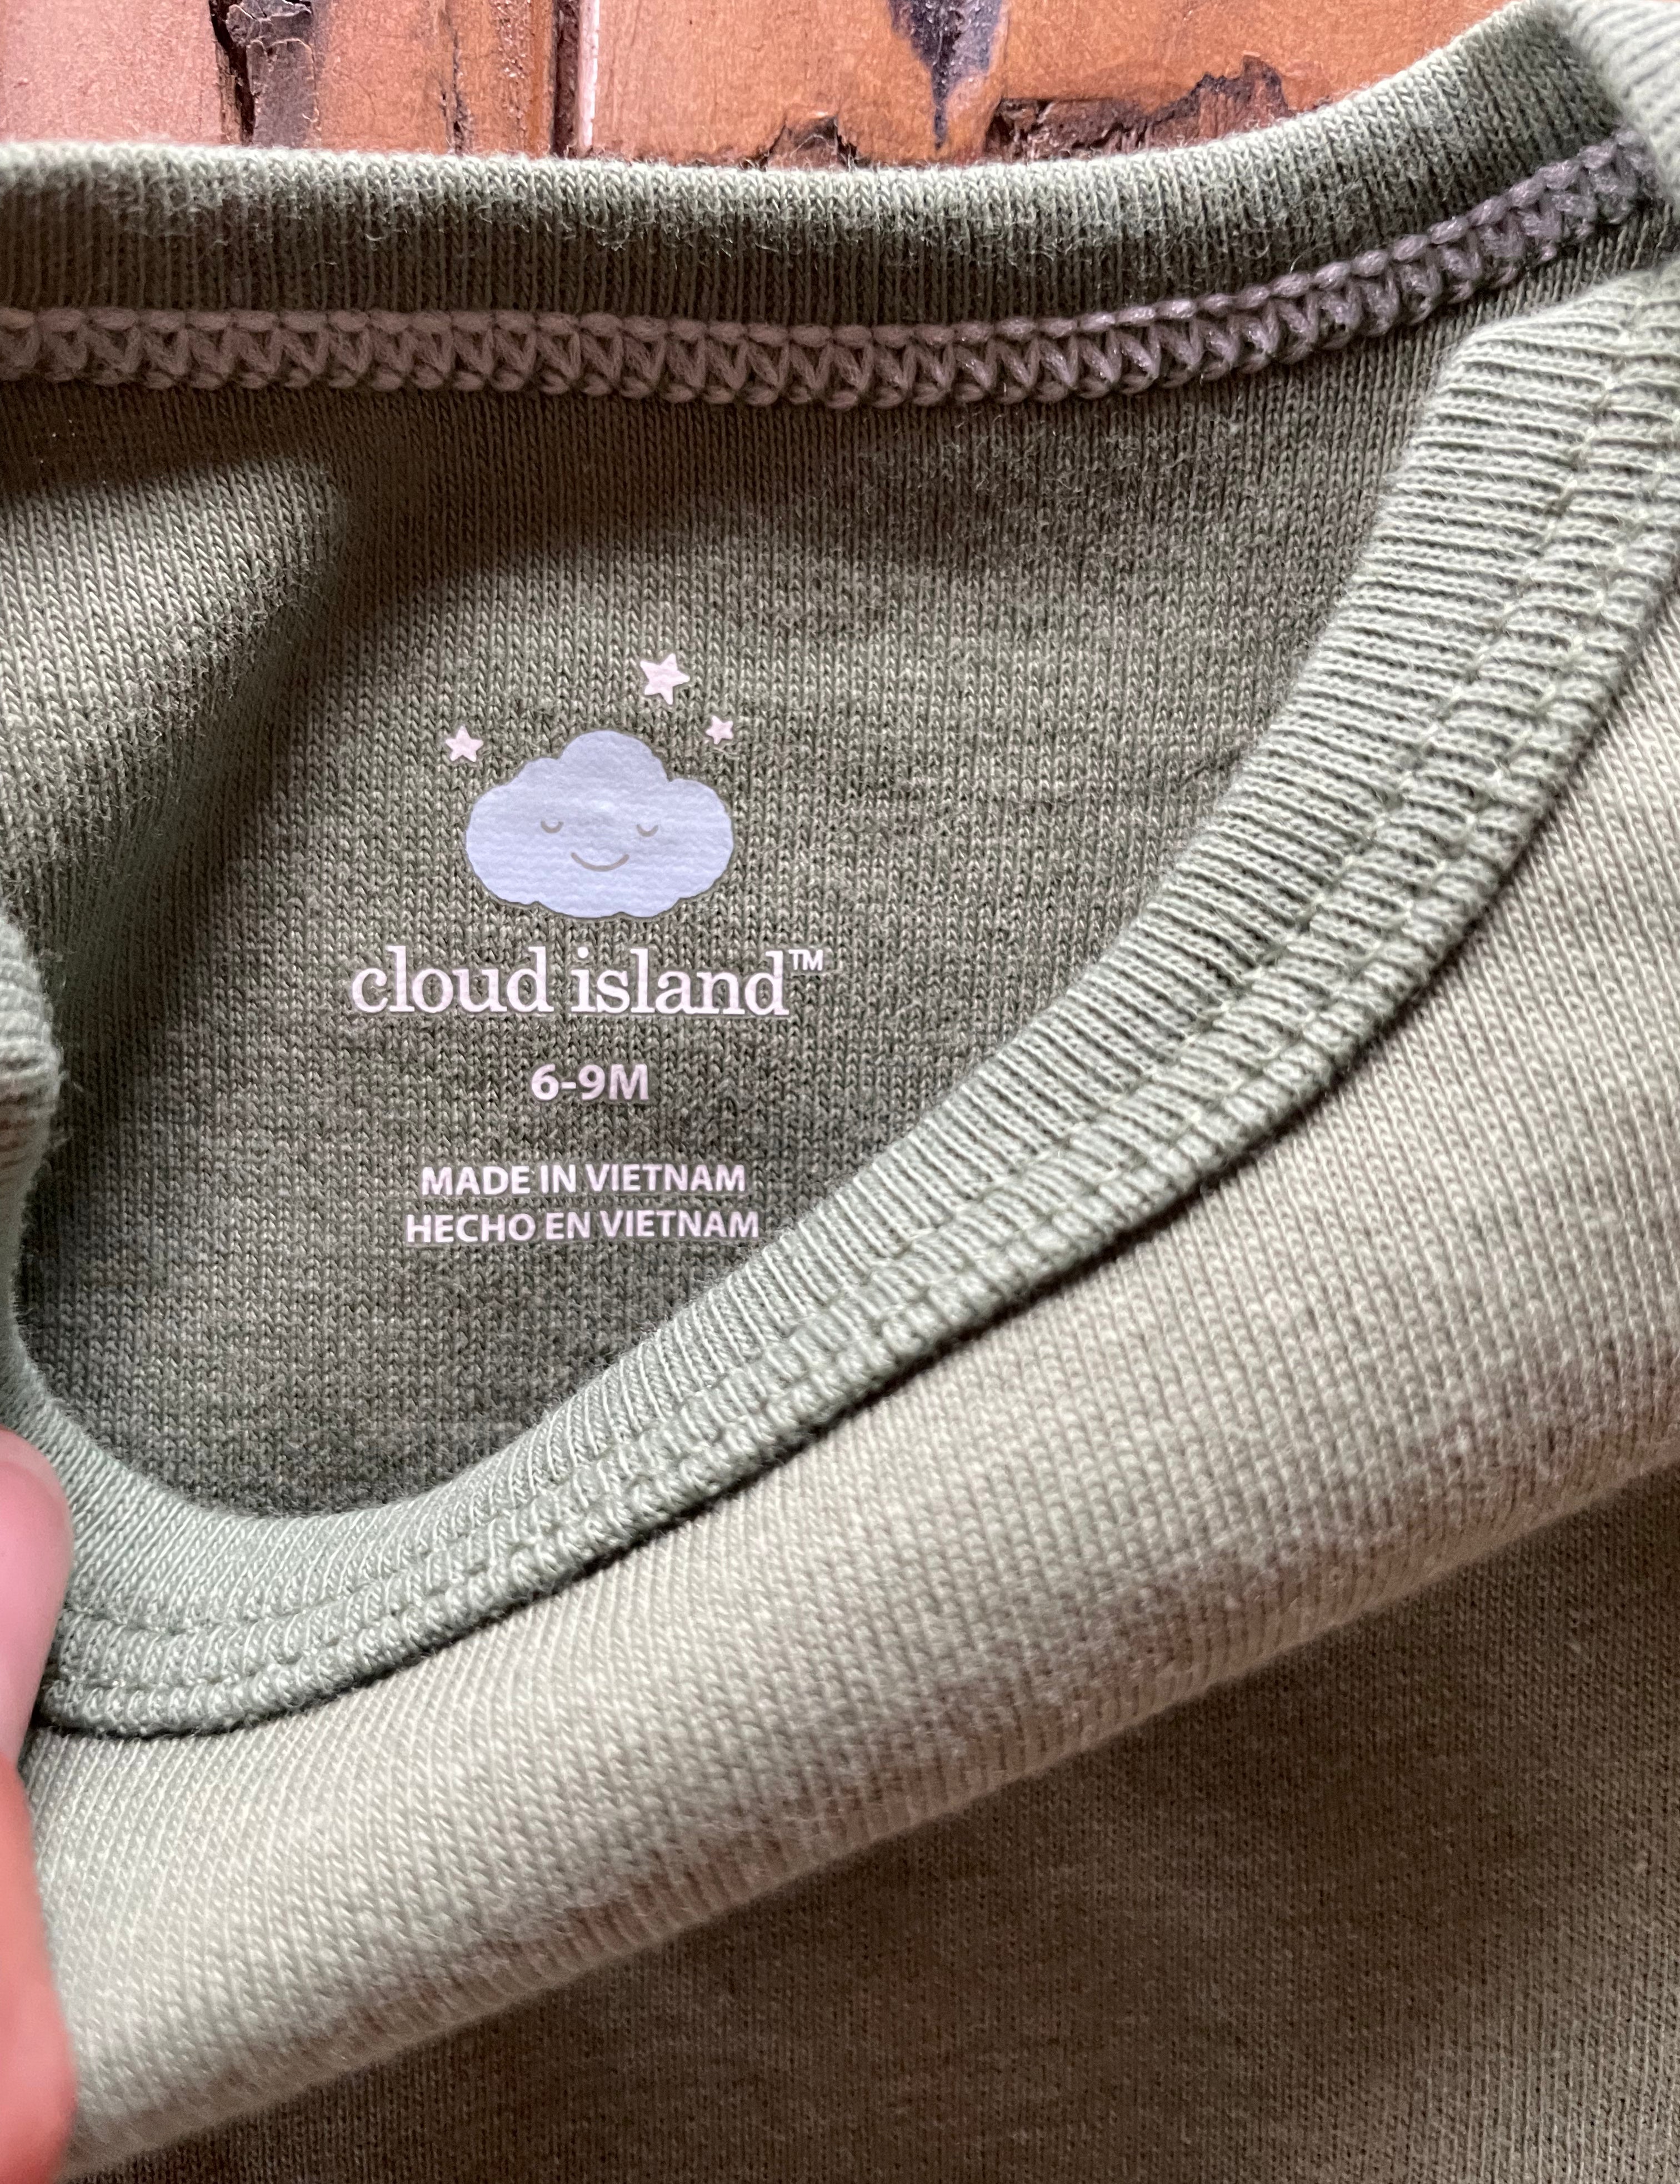 cloud island™
6-9M
MADE IN VIETNAM
HECHO EN VIETNAM